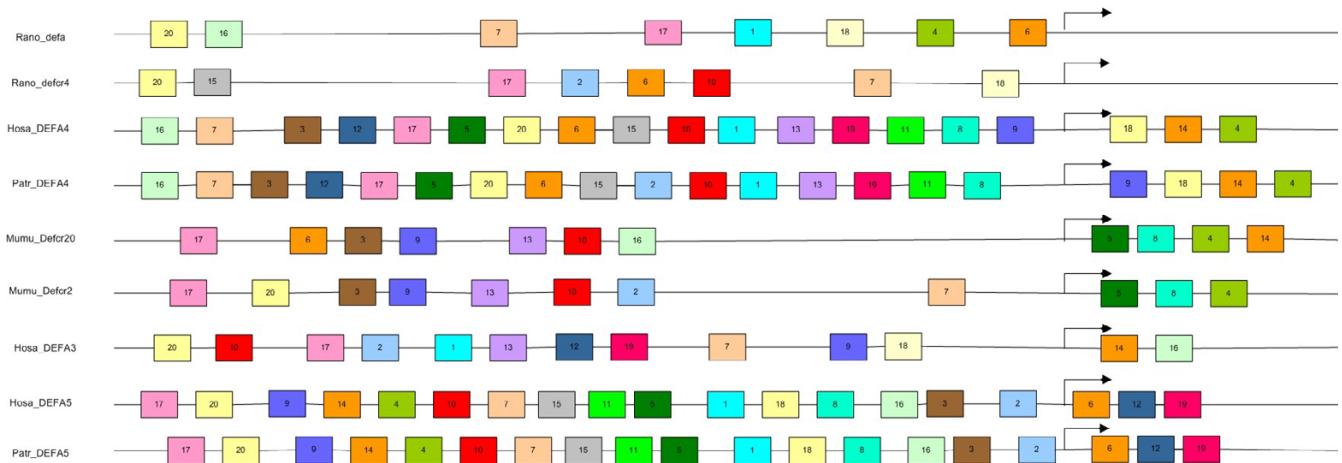 Rano_defa 20 16 7 17 1 18 4 6
Rano_defcr4 20 15 17 2 6 10 7 18
Hosa_DEFA4 16 7 3 12 17 5 20 6 15 10 1 13 19 11 8 9 18 14 4
Patr_DEFA4 16 7 3 12 17 5 20 6 15 2 10 1 13 19 11 8 9 18 14 4
Mumu_Defcr20 17 6 3 9 13 10 16 5 8 4 14
Mumu_Defcr2 17 20 3 9 13 10 2 7 5 8 4
Hosa_DEFA3 20 10 17 2 1 13 12 19 7 9 18 14 16
Hosa_DEFA5 17 20 9 14 4 10 7 15 11 5 1 18 8 16 3 2 6 12 19
Patr_DEFA5 17 20 9 14 4 10 7 15 11 5 1 18 8 16 3 2 6 12 19